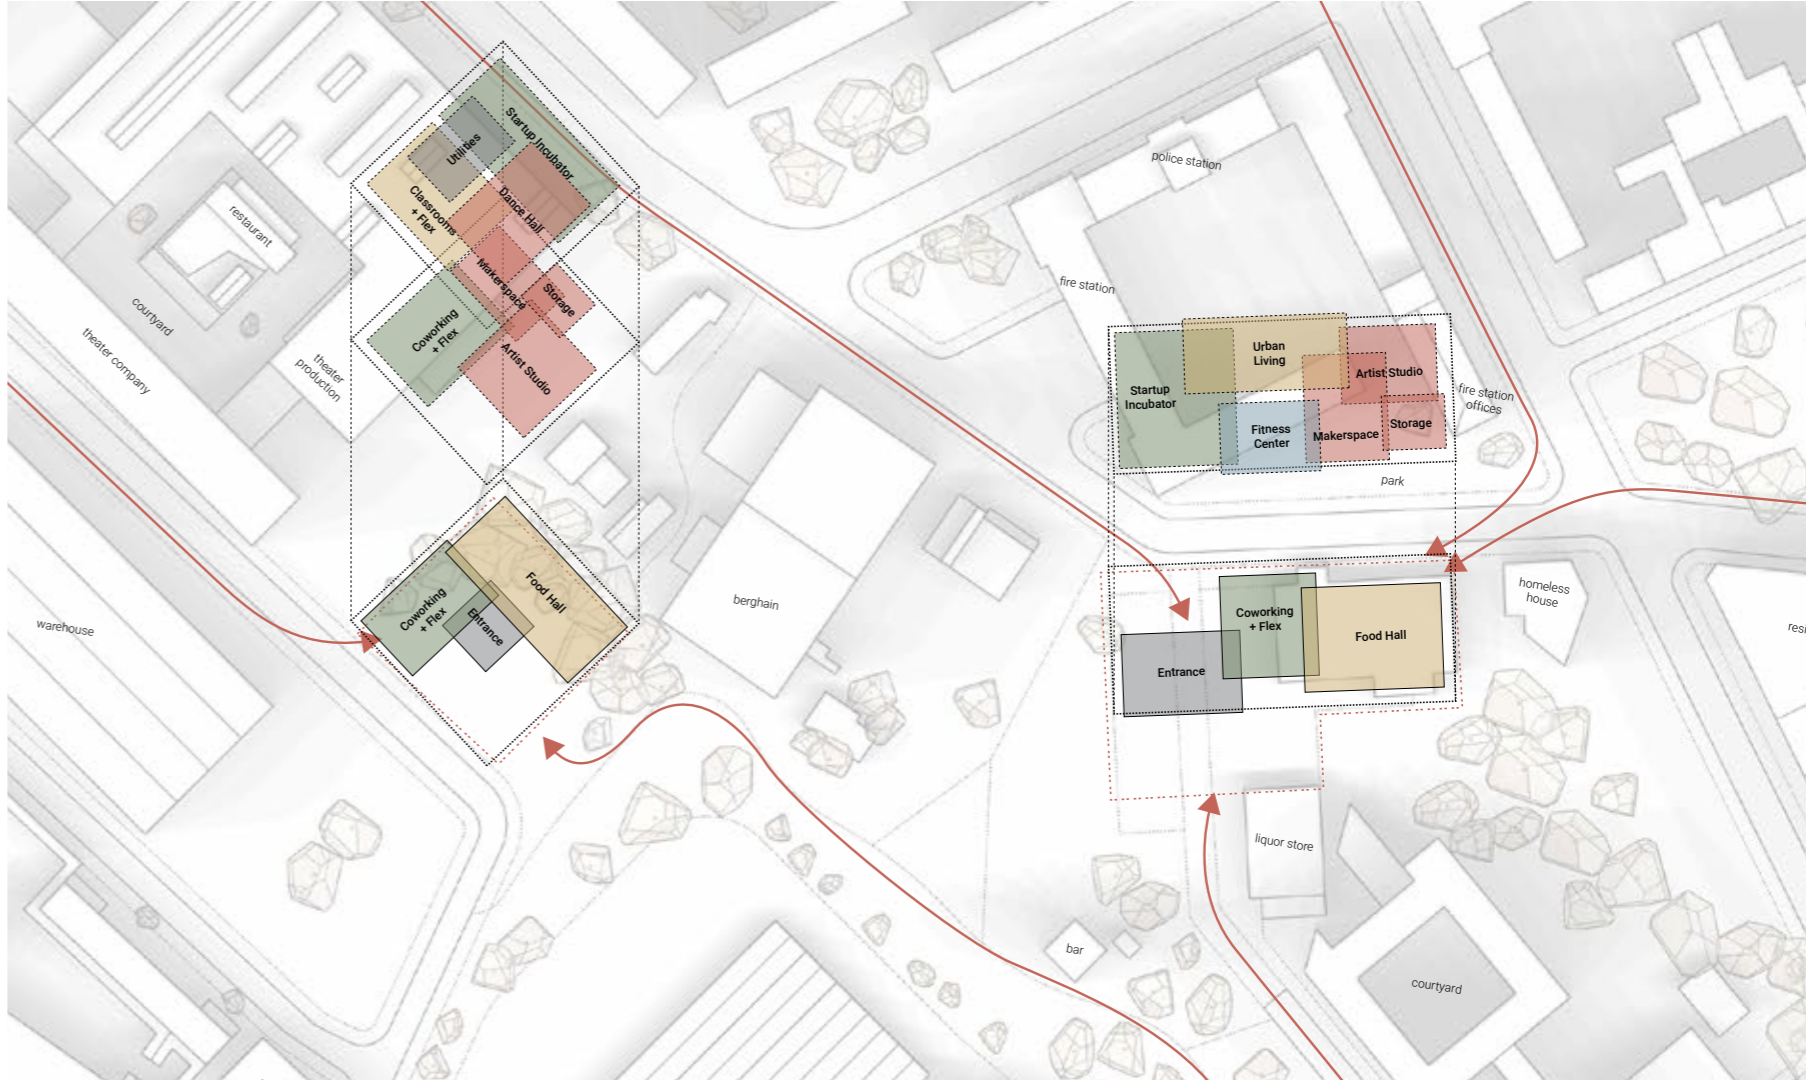 Startup Incubator
Utilities
Classrooms
+ Flex
Dance Hall
Makerspace
Storage
Coworking
+ Flex
Artist Studio
restaurant
courtyard
theater company
theater
production
warehouse
Coworking
+ Flex
Entrance
Food Hall
berghain
police station
fire station
Urban
Living
Startup
Incubator
Artist Studio
fire station
offices
Fitness
Center
Makerspace
Storage
park
Coworking
+ Flex
Food Hall
Entrance
homeless
house
liquor store
bar
courtyard